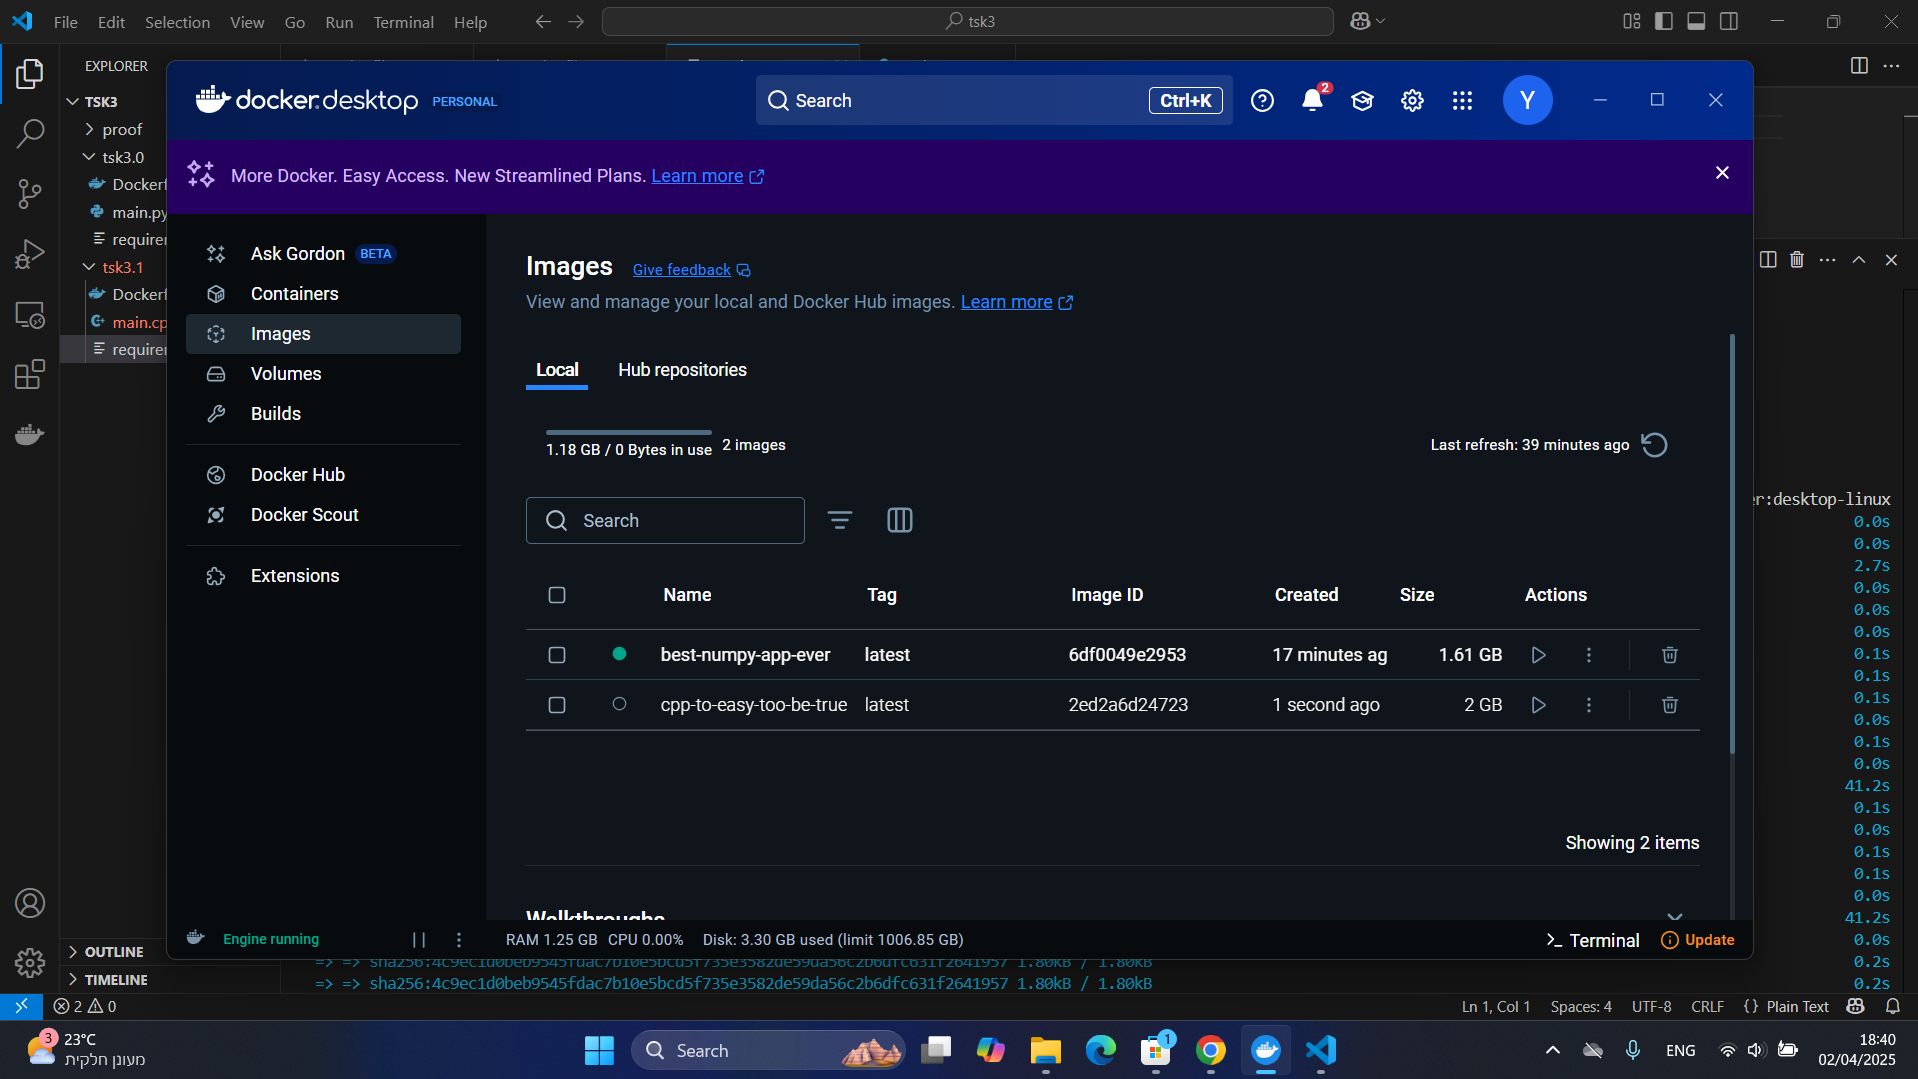 File Edit Selection View Go Run Terminal Help
tsk3
EXPLORER
TSK3
proof
tsk3.0
Dockerf
main.py
requirem
tsk3.1
Dockerf
main.cp
requirem
OUTLINE
TIMELINE
docker.desktop PERSONAL
Search Ctrl+K
2
Y
More Docker. Easy Access. New Streamlined Plans. Learn more
Ask Gordon BETA
Containers
Images
Volumes
Builds
Docker Hub
Docker Scout
Extensions
Images Give feedback
View and manage your local and Docker Hub images. Learn more
Local Hub repositories
1.18 GB / 0 Bytes in use 2 images
Last refresh: 39 minutes ago
Search
Name Tag Image ID Created Size Actions
best-numpy-app-ever latest 6df0049e2953 17 minutes ag 1.61 GB
cpp-to-easy-too-be-true latest 2ed2a6d24723 1 second ago 2 GB
Showing 2 items
Walkthroughs
Engine running
RAM 1.25 GB CPU 0.00% Disk: 3.30 GB used (limit 1006.85 GB)
Terminal Update
er:desktop-linux
0.0s
0.0s
2.7s
0.0s
0.0s
0.0s
0.1s
0.1s
0.1s
0.0s
0.1s
0.0s
41.2s
0.1s
0.0s
0.1s
0.1s
0.0s
41.2s
0.0s
=> => sha256:4c9ec1d0beb9545fdac7b10e5bcd5f735e3582de59da56c2b6dfc631f2641957 1.80kB / 1.80kB 0.2s
=> => sha256:4c9ec1d0beb9545fdac7b10e5bcd5f735e3582de59da56c2b6dfc631f2641957 1.80kB / 1.80kB 0.2s
2 0
Ln 1, Col 1 Spaces: 4 UTF-8 CRLF {} Plain Text
3
23°C
מעונן חלקית
Search
1
ENG
18:40
02/04/2025